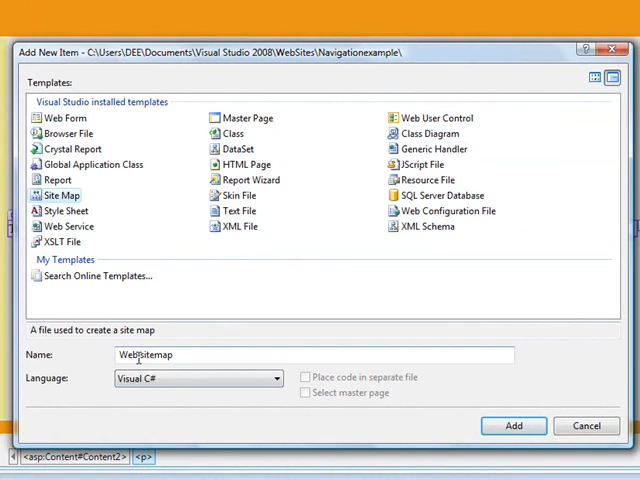 Add New Item - C:\Users\DEE\Documents\Visual Studio 2008\WebSites\Navigationexample\
Templates:
Visual Studio installed templates
Web Form Master Page Web User Control
Browser File Class Class Diagram
Crystal Report DataSet Generic Handler
Global Application Class HTML Page JScript File
Report Report Wizard Resource File
Site Map Skin File SQL Server Database
Style Sheet Text File Web Configuration File
Web Service XML File XML Schema
XSLT File
My Templates
Search Online Templates...
A file used to create a site map
Name: Web.sitemap
Language: Visual C# Place code in separate file
Select master page
Add Cancel
<asp:Content#Content2> <p>